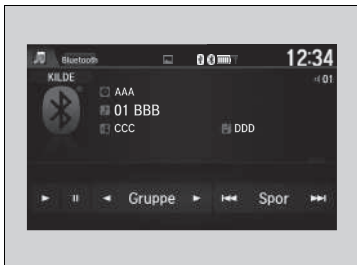 Bluetooth 12:34
KILDE 01
AAA
01 BBB
CCC DDD
Gruppe Spor